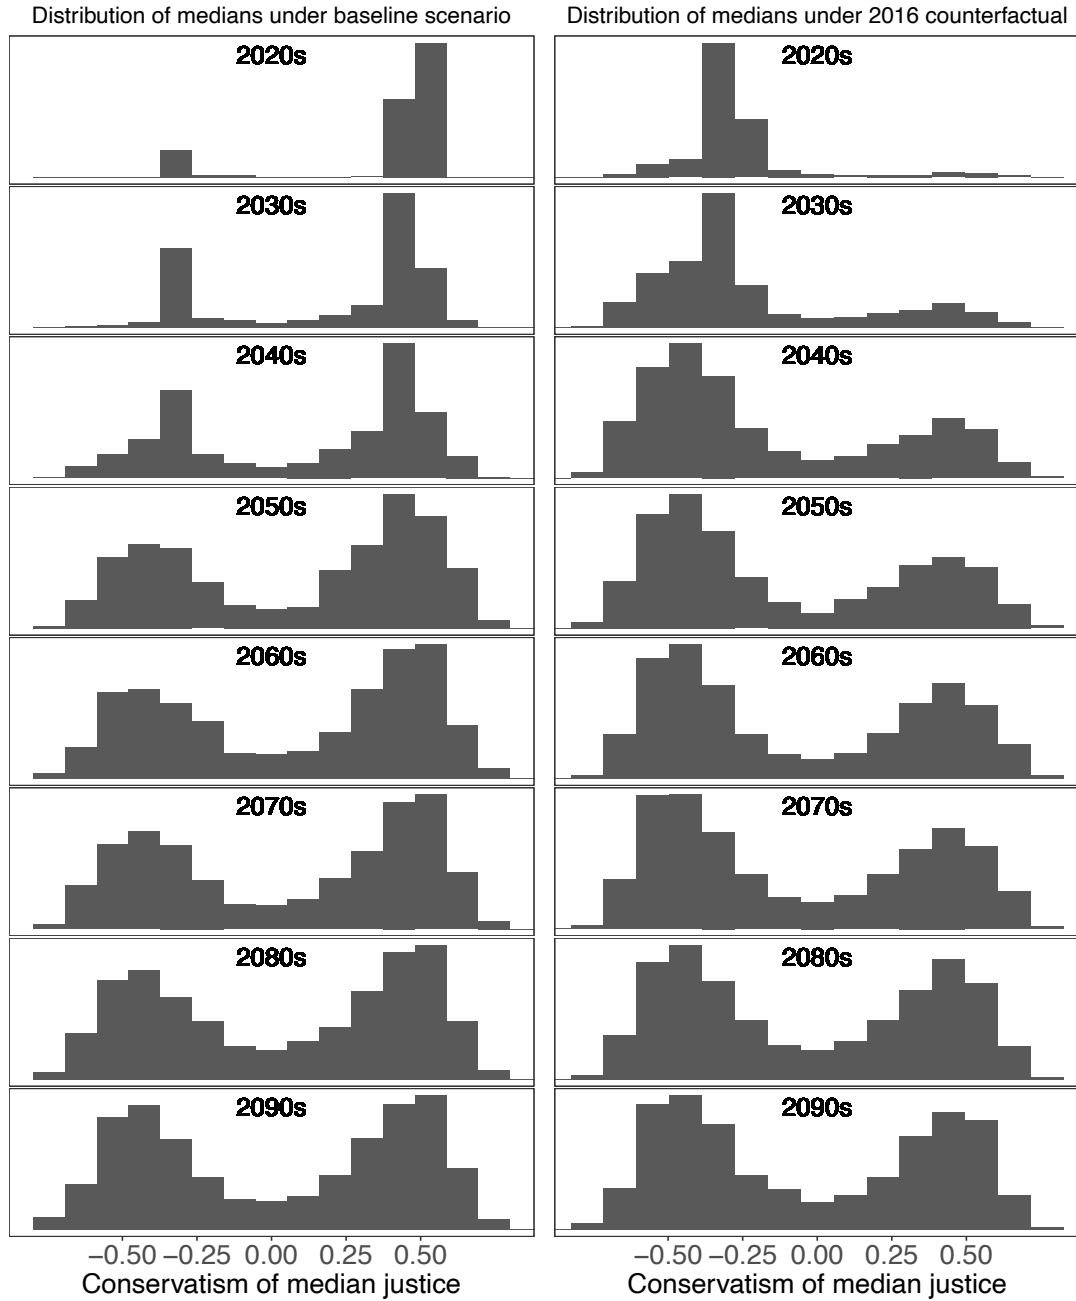 Distribution of medians under baseline scenario
Distribution of medians under 2016 counterfactual
2020s
2020s
2030s
2030s
2040s
2040s
2050s
2050s
2060s
2060s
2070s
2070s
2080s
2080s
2090s
2090s
−0.50 −0.25 0.00 0.25 0.50
−0.50 −0.25 0.00 0.25 0.50
Conservatism of median justice
Conservatism of median justice